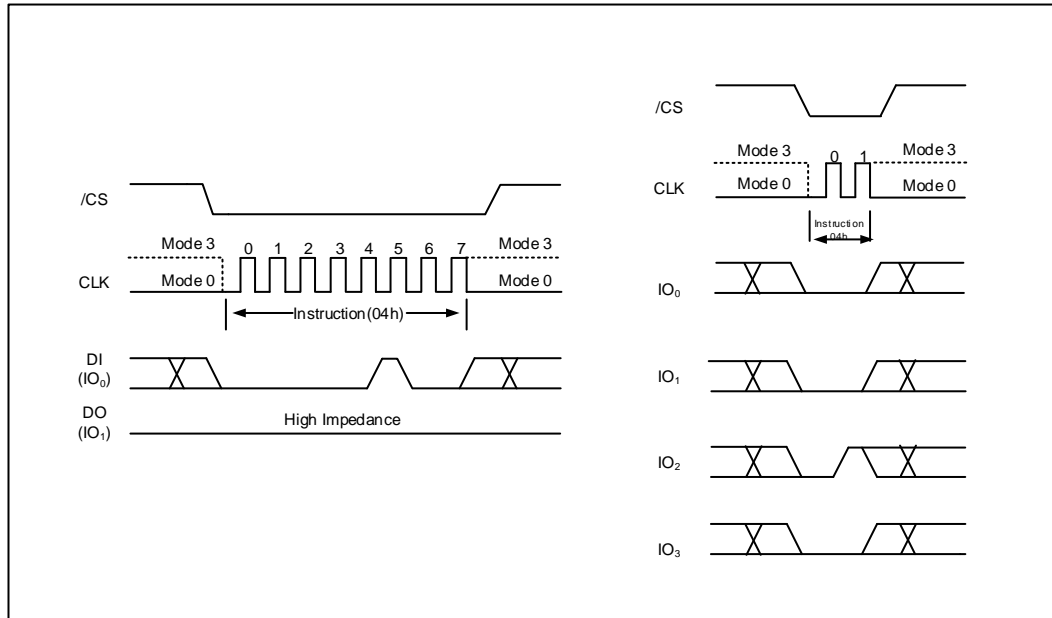 /CS
Mode 3
0 1 2 3 4 5 6 7
Mode 3
CLK
Mode 0
Mode 0
Instruction(04h)
DI
(IO₀)
DO
(IO₁)
High Impedance
/CS
Mode 3
0 1
Mode 3
CLK
Mode 0
Mode 0
Instruction
04h
IO₀
IO₁
IO₂
IO₃